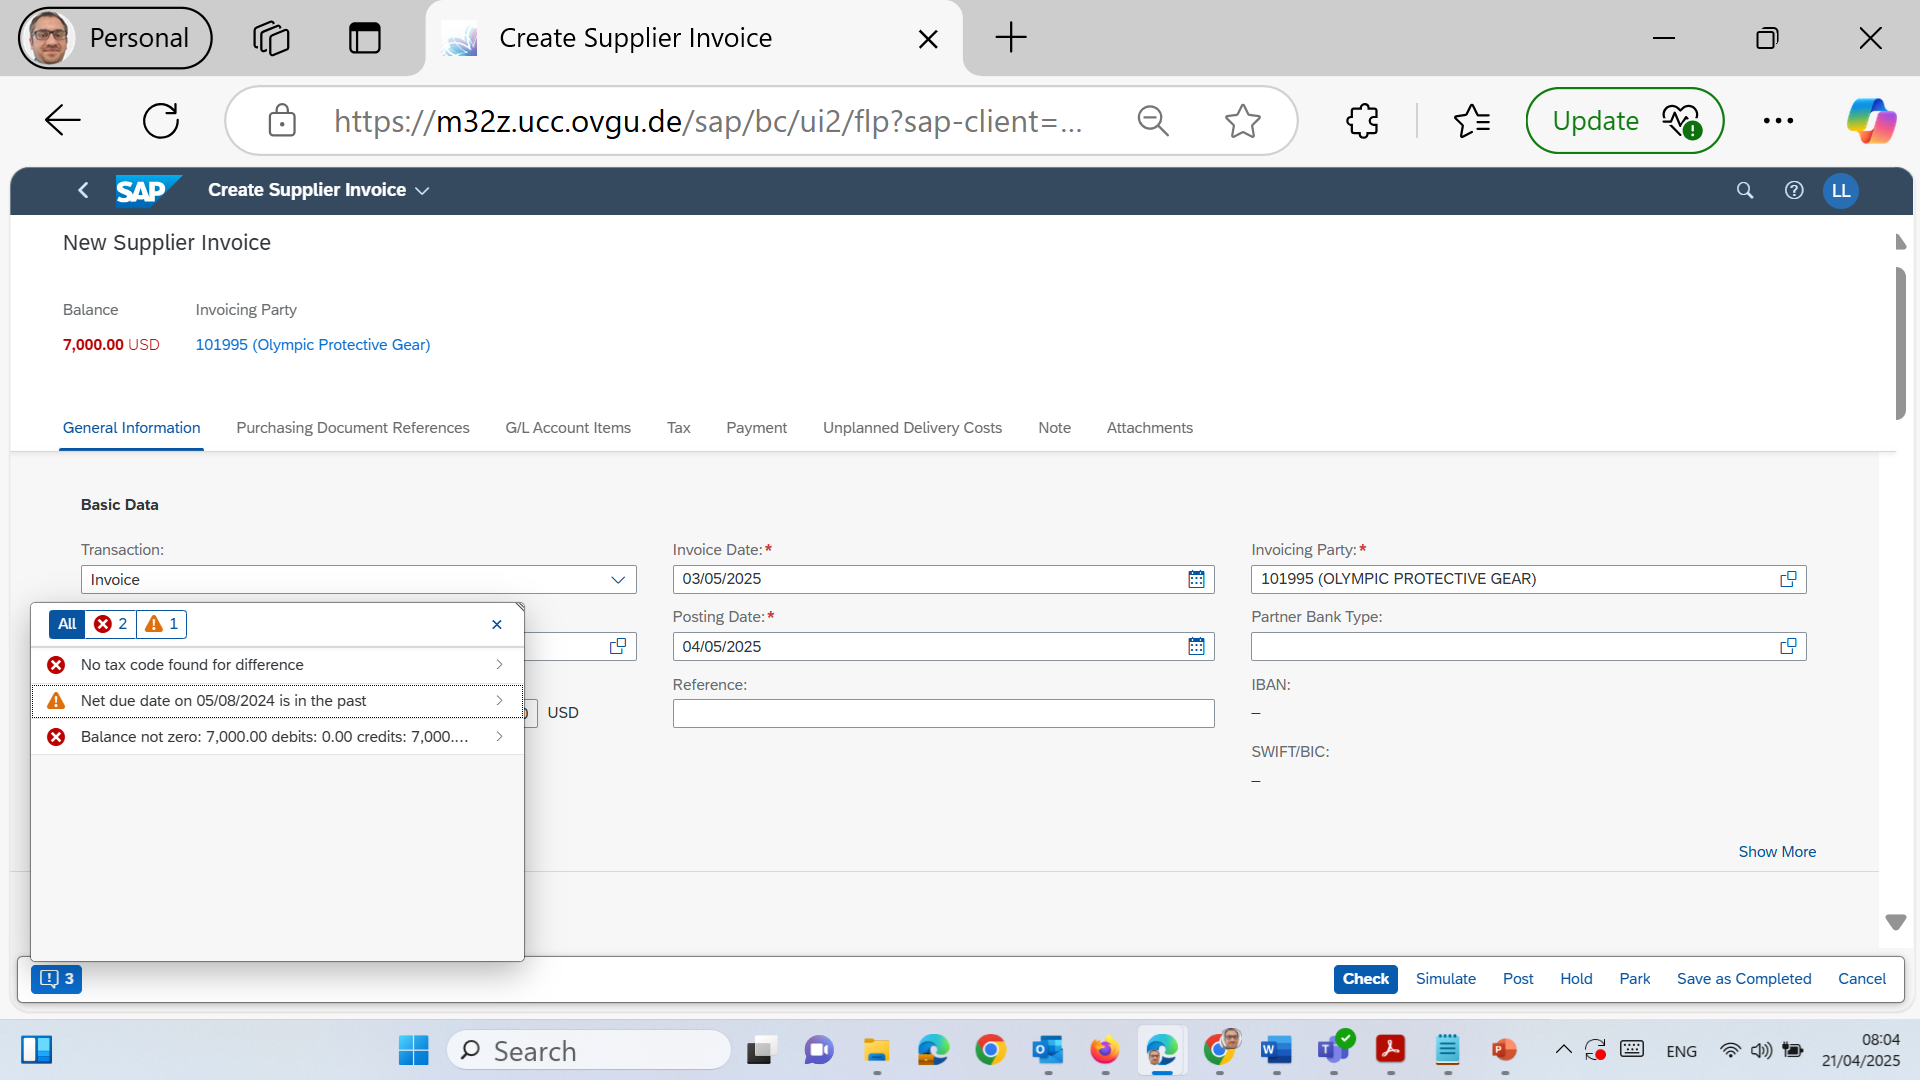 Personal
Create Supplier Invoice
https://m32z.ucc.ovgu.de/sap/bc/ui2/flp?sap-client=...
Update
SAP
Create Supplier Invoice
LL
New Supplier Invoice
Balance
Invoicing Party
7,000.00 USD
101995 (Olympic Protective Gear)
General Information
Purchasing Document References
G/L Account Items
Tax
Payment
Unplanned Delivery Costs
Note
Attachments
Basic Data
Transaction:
Invoice Date:*
Invoicing Party:*
Invoice
03/05/2025
101995 (OLYMPIC PROTECTIVE GEAR)
All
2
1
Posting Date:*
Partner Bank Type:
04/05/2025
No tax code found for difference
Reference:
IBAN:
Net due date on 05/08/2024 is in the past
USD
–
Balance not zero: 7,000.00 debits: 0.00 credits: 7,000....
SWIFT/BIC:
–
Show More
3
Check
Simulate
Post
Hold
Park
Save as Completed
Cancel
Search
ENG
08:04
21/04/2025